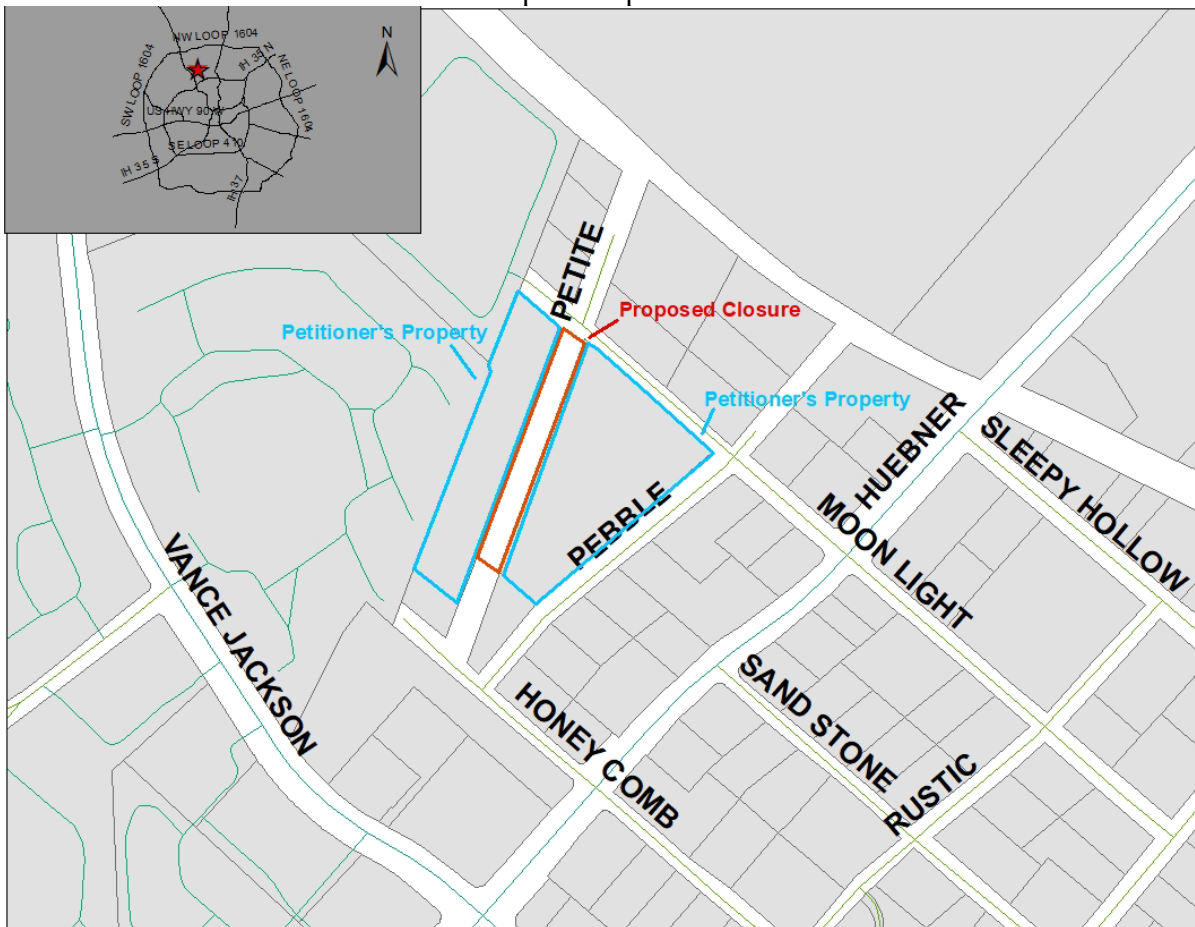 NW LOOP 1604
N
SW LOOP 1604
IH 35 N
NE LOOP 1604
US HWY 90 W
SE LOOP 410
IH 35 S
IH 37
PETITE
Proposed Closure
Petitioner's Property
Petitioner's Property
HUEBNER
SLEEPY HOLLOW
PEBBLE
MOON LIGHT
VANCE JACKSON
SAND STONE
HONEY COMB
RUSTIC